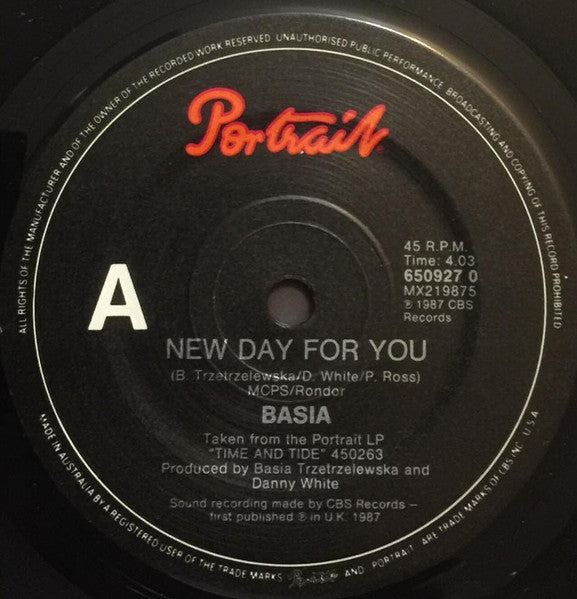 ALL RIGHTS OF THE MANUFACTURER AND OF THE OWNER OF THE RECORDED WORK RESERVED. UNAUTHORISED PUBLIC PERFORMANCE, BROADCASTING AND COPYING OF THIS RECORD PROHIBITED
Portrait
45 R.P.M.
Time: 4.03
650927 0
MX219875
℗ 1987 CBS
Records
A
NEW DAY FOR YOU
(B. Trzetrzelewska/D. White/P. Ross)
MCPS/Rondor
BASIA
Taken from the Portrait LP
"TIME AND TIDE" 450263
Produced by Basia Trzetrzelewska and
Danny White
Sound recording made by CBS Records –
first published ℗ in U.K. 1987
MADE IN AUSTRALIA BY A REGISTERED USER OF THE TRADE MARKS Portrait AND PORTRAIT, ARE TRADE MARKS OF CBS INC. U.S.A.